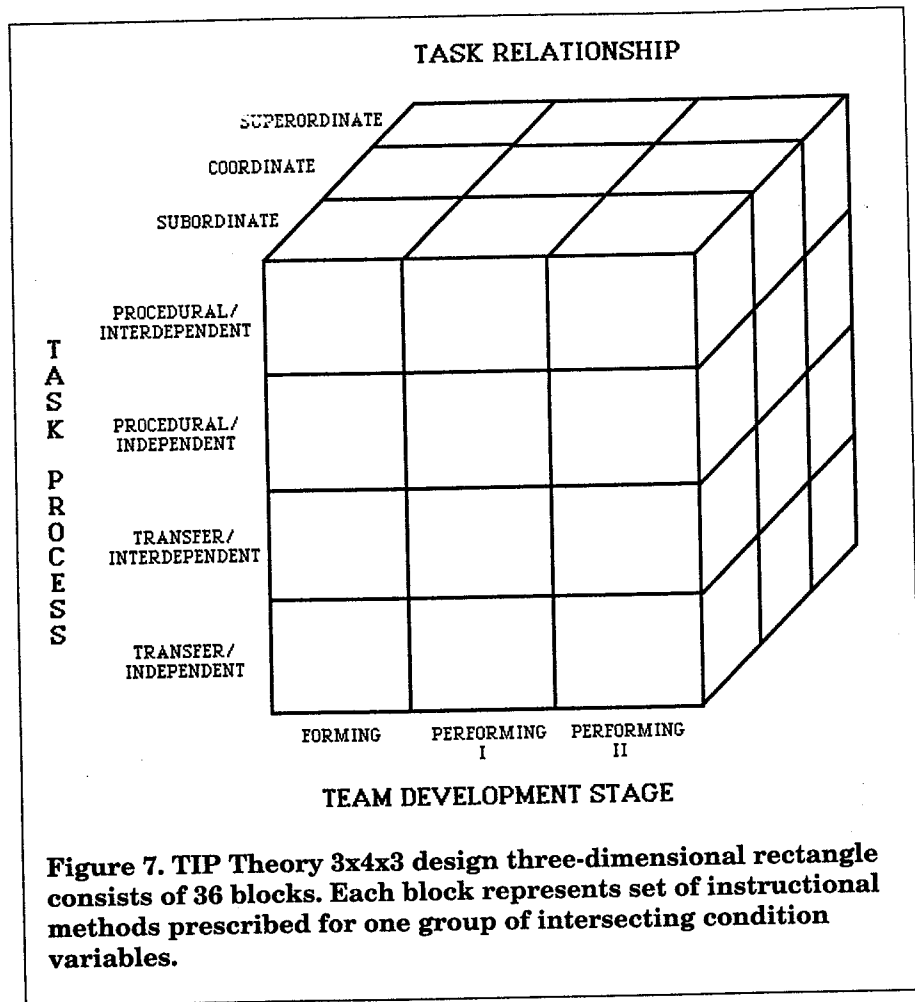 TASK RELATIONSHIP
SUPERORDINATE
COORDINATE
SUBORDINATE
TASK PROCESS
PROCEDURAL/
INTERDEPENDENT
PROCEDURAL/
INDEPENDENT
TRANSFER/
INTERDEPENDENT
TRANSFER/
INDEPENDENT
FORMING
PERFORMING
I
PERFORMING
II
TEAM DEVELOPMENT STAGE
Figure 7. TIP Theory 3x4x3 design three-dimensional rectangle
consists of 36 blocks. Each block represents set of instructional
methods prescribed for one group of intersecting condition
variables.